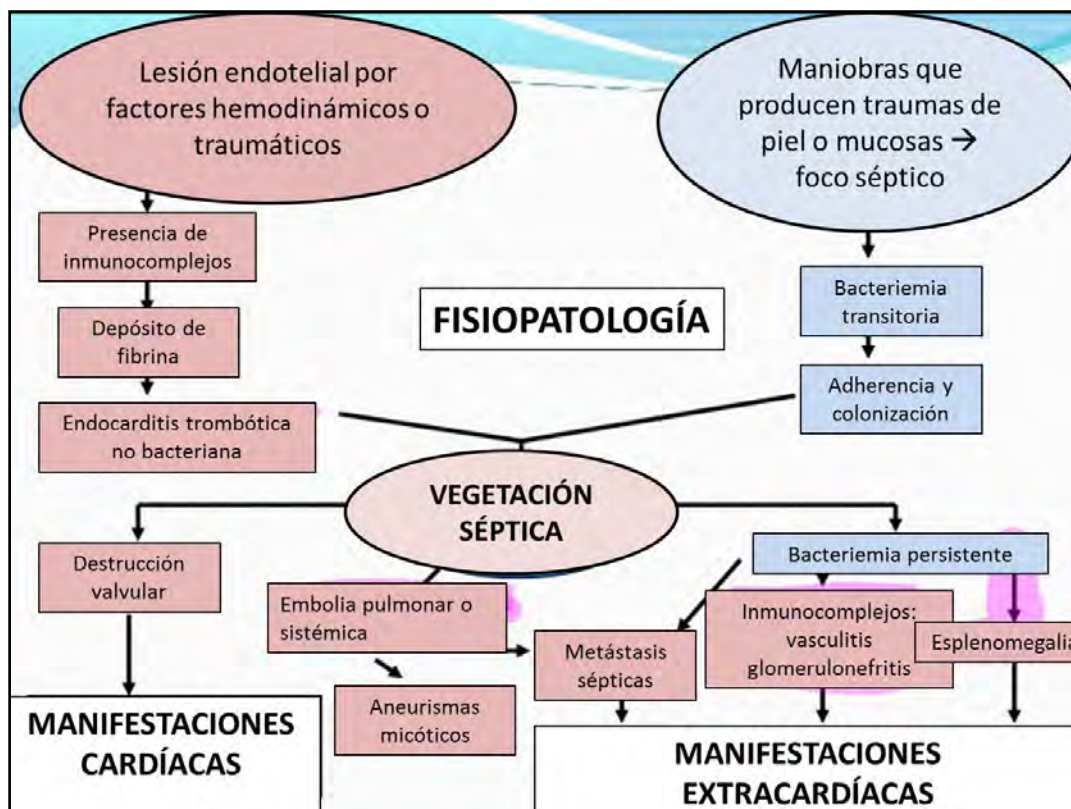 Lesión endotelial por
factores hemodinámicos o
traumáticos
Maniobras que
producen traumas de
piel o mucosas →
foco séptico
Presencia de
inmunocomplejos
Depósito de
fibrina
Endocarditis trombótica
no bacteriana
FISIOPATOLOGÍA
Bacteriemia
transitoria
Adherencia y
colonización
VEGETACIÓN
SÉPTICA
Destrucción
valvular
Embolia pulmonar o
sistémica
Aneurismas
micóticos
Metástasis
sépticas
Bacteriemia persistente
Inmunocomplejos:
vasculitis
glomerulonefritis
Esplenomegalia
MANIFESTACIONES
CARDÍACAS
MANIFESTACIONES
EXTRACARDÍACAS